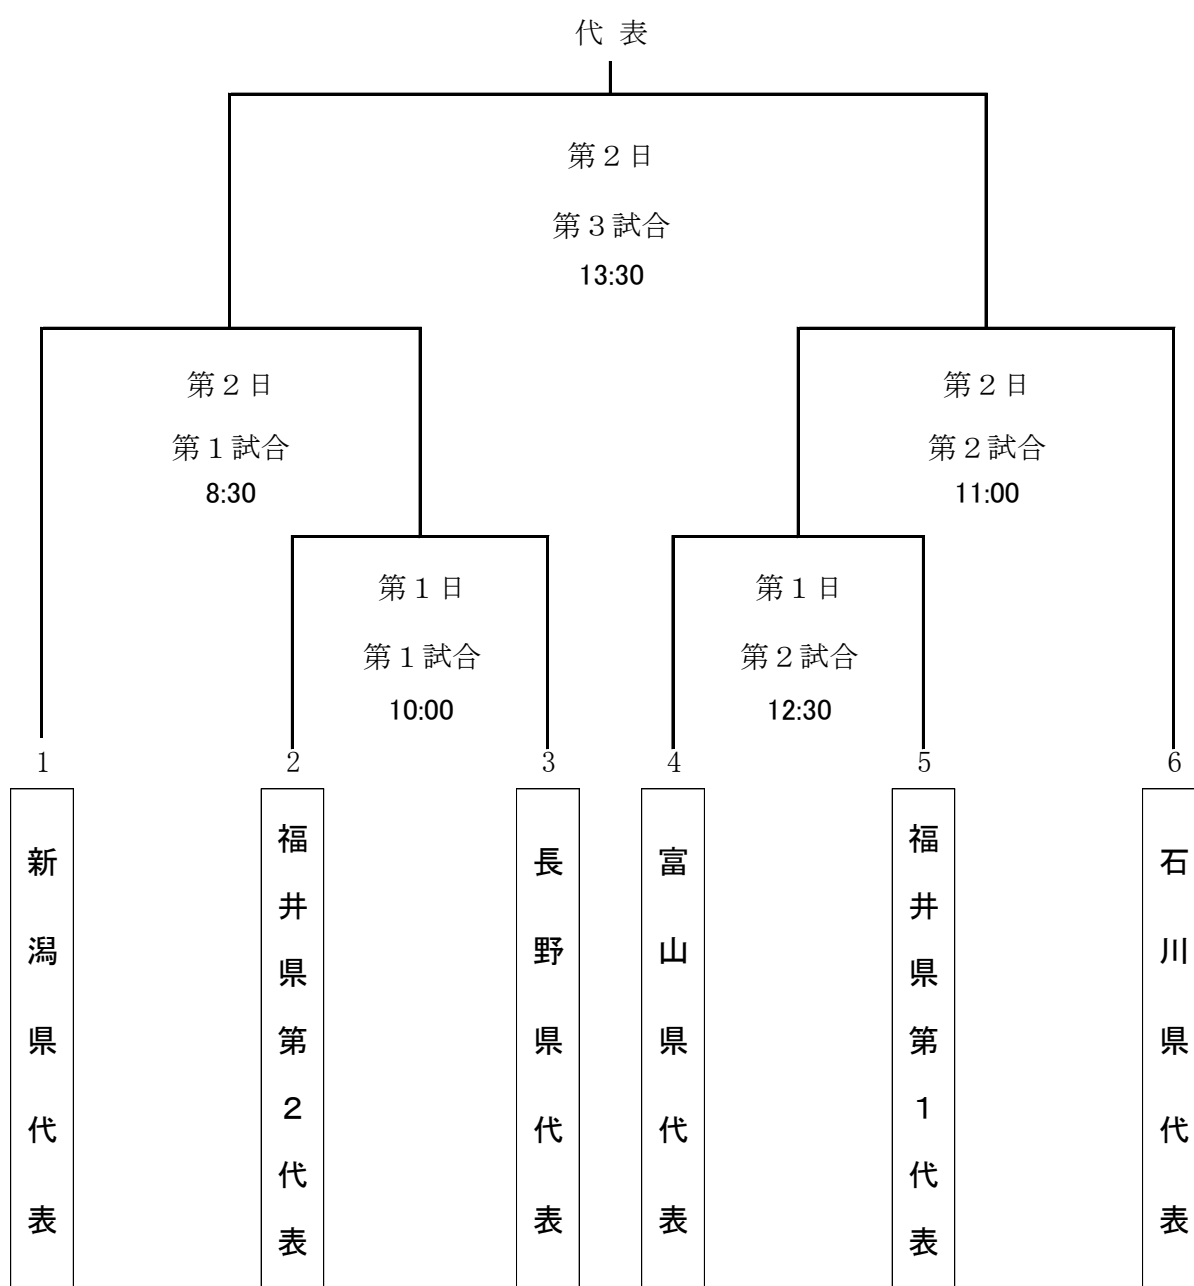 代 表
第２日
第３試合
13:30
第２日
第１試合
8:30
第２日
第２試合
11:00
第１日
第１試合
10:00
第１日
第２試合
12:30
1
2
3
4
5
6
新潟県代表
福井県第２代表
長野県代表
富山県代表
福井県第１代表
石川県代表